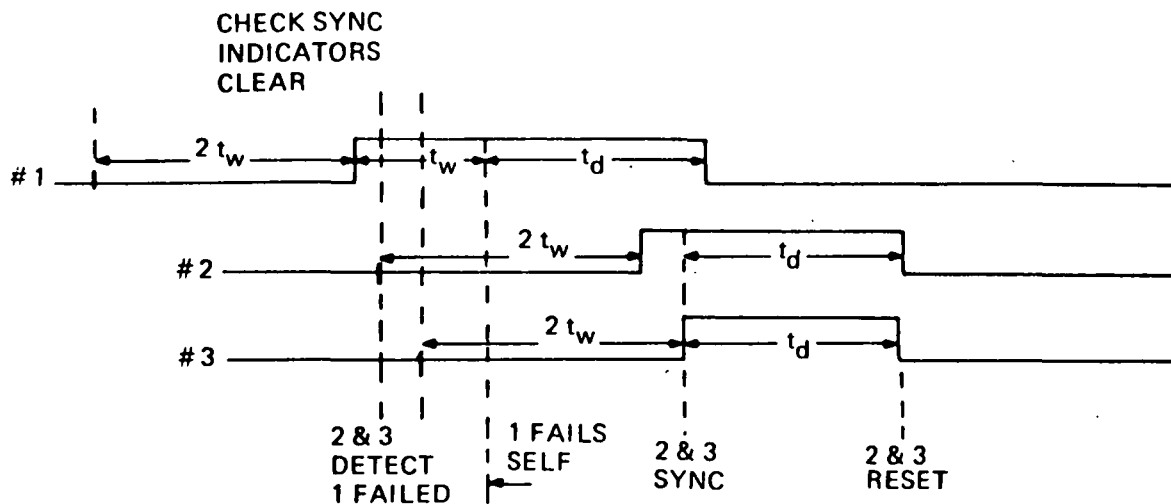 CHECK SYNC
INDICATORS
CLEAR
2 tw
tw
td
#1
2 tw
td
#2
2 tw
td
#3
2 & 3
DETECT
1 FAILED
1 FAILS
SELF
2 & 3
SYNC
2 & 3
RESET